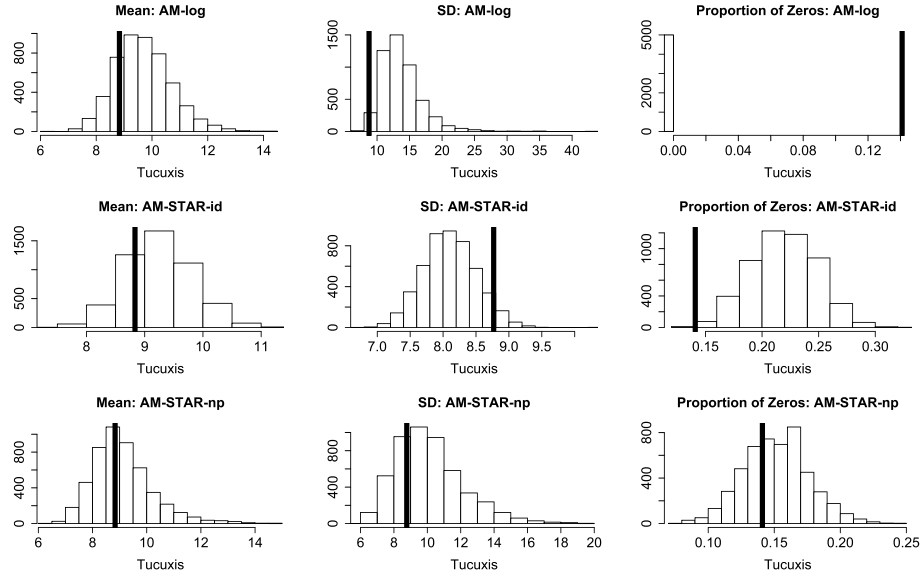 Mean: AM-log
0 400 800
6 8 10 12 14
Tucuxis
SD: AM-log
0 500 1500
10 15 20 25 30 35 40
Tucuxis
Proportion of Zeros: AM-log
0 2000 5000
0.00 0.04 0.08 0.12
Tucuxis
Mean: AM-STAR-id
0 500 1500
8 9 10 11
Tucuxis
SD: AM-STAR-id
0 400 800
7.0 7.5 8.0 8.5 9.0 9.5
Tucuxis
Proportion of Zeros: AM-STAR-id
0 400 1000
0.15 0.20 0.25 0.30
Tucuxis
Mean: AM-STAR-np
0 400 800
6 8 10 12 14
Tucuxis
SD: AM-STAR-np
0 400 800
6 8 10 12 14 16 18 20
Tucuxis
Proportion of Zeros: AM-STAR-np
0 400 800
0.10 0.15 0.20 0.25
Tucuxis